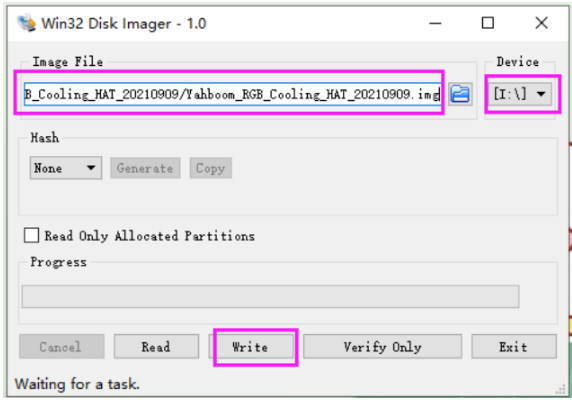 Win32 Disk Imager - 1.0
Image File
Device
B_Cooling_HAT_20210909/Yahboom_RGB_Cooling_HAT_20210909.img
[I:\]
Hash
None
Generate
Copy
Read Only Allocated Partitions
Progress
Cancel
Read
Write
Verify Only
Exit
Waiting for a task.